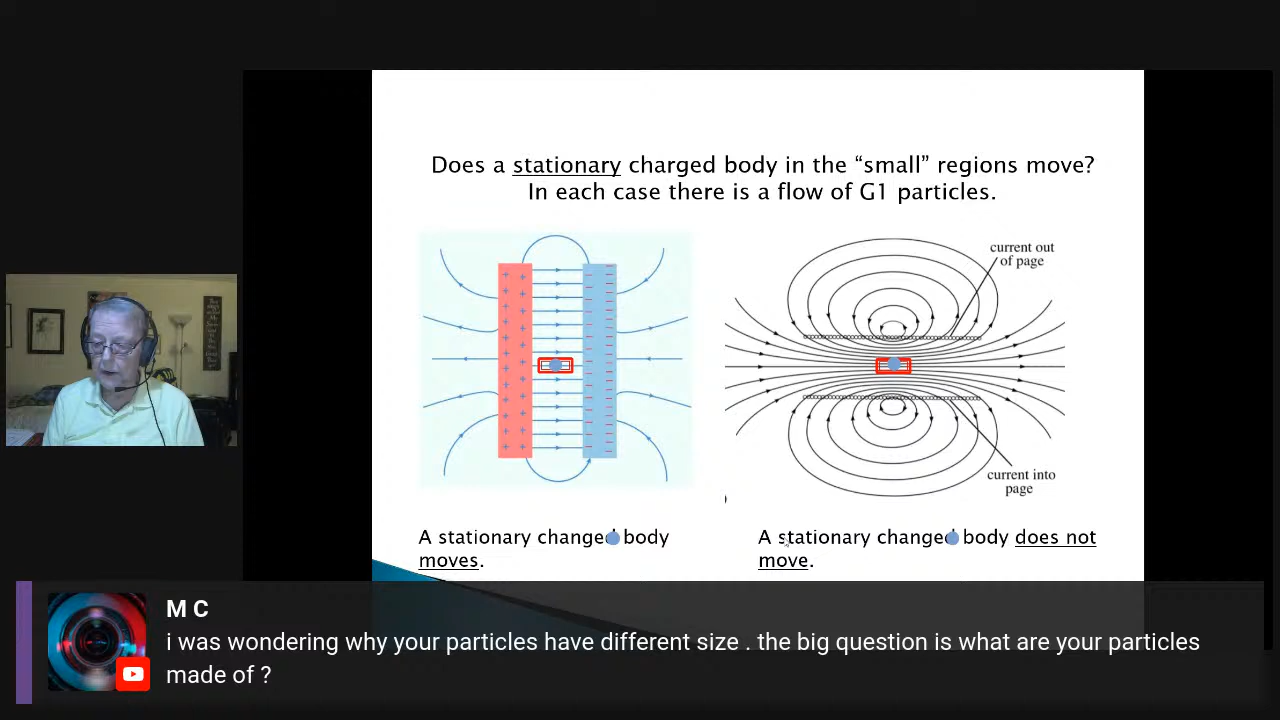 Does a stationary charged body in the “small” regions move?
In each case there is a flow of G1 particles.
current out
of page
current into
page
A stationary changed body
moves.
A stationary changed body does not
move.
M C
i was wondering why your particles have different size . the big question is what are your particles
made of ?